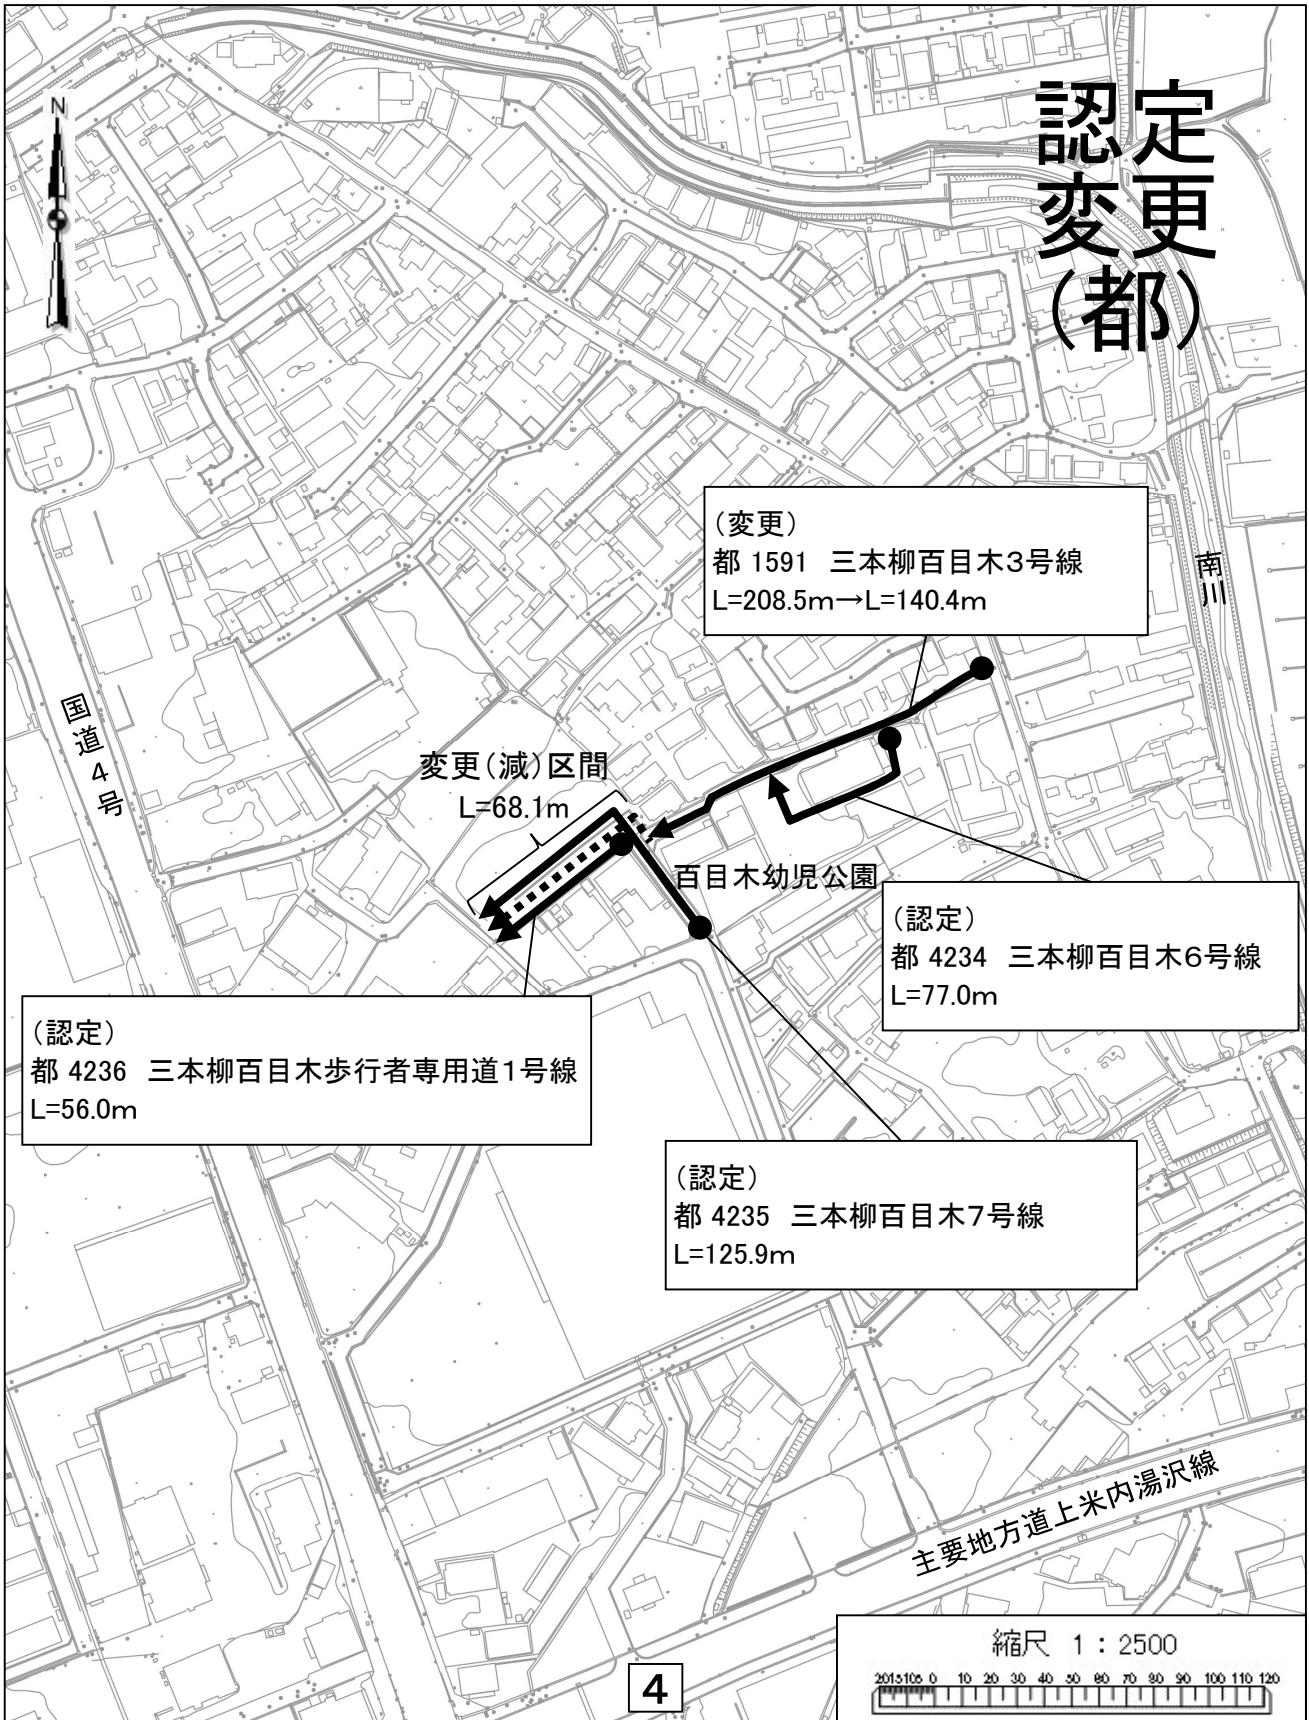 N
認定
変更
(都)
(変更)
都 1591 三本柳百目木3号線
L=208.5m→L=140.4m
南川
国道4号
変更(減)区間
L=68.1m
百目木幼児公園
(認定)
都 4234 三本柳百目木6号線
L=77.0m
(認定)
都 4236 三本柳百目木歩行者専用道1号線
L=56.0m
(認定)
都 4235 三本柳百目木7号線
L=125.9m
主要地方道上米内湯沢線
縮尺 1:2500
20 15 10 5 0 10 20 30 40 50 60 70 80 90 100 110 120
4